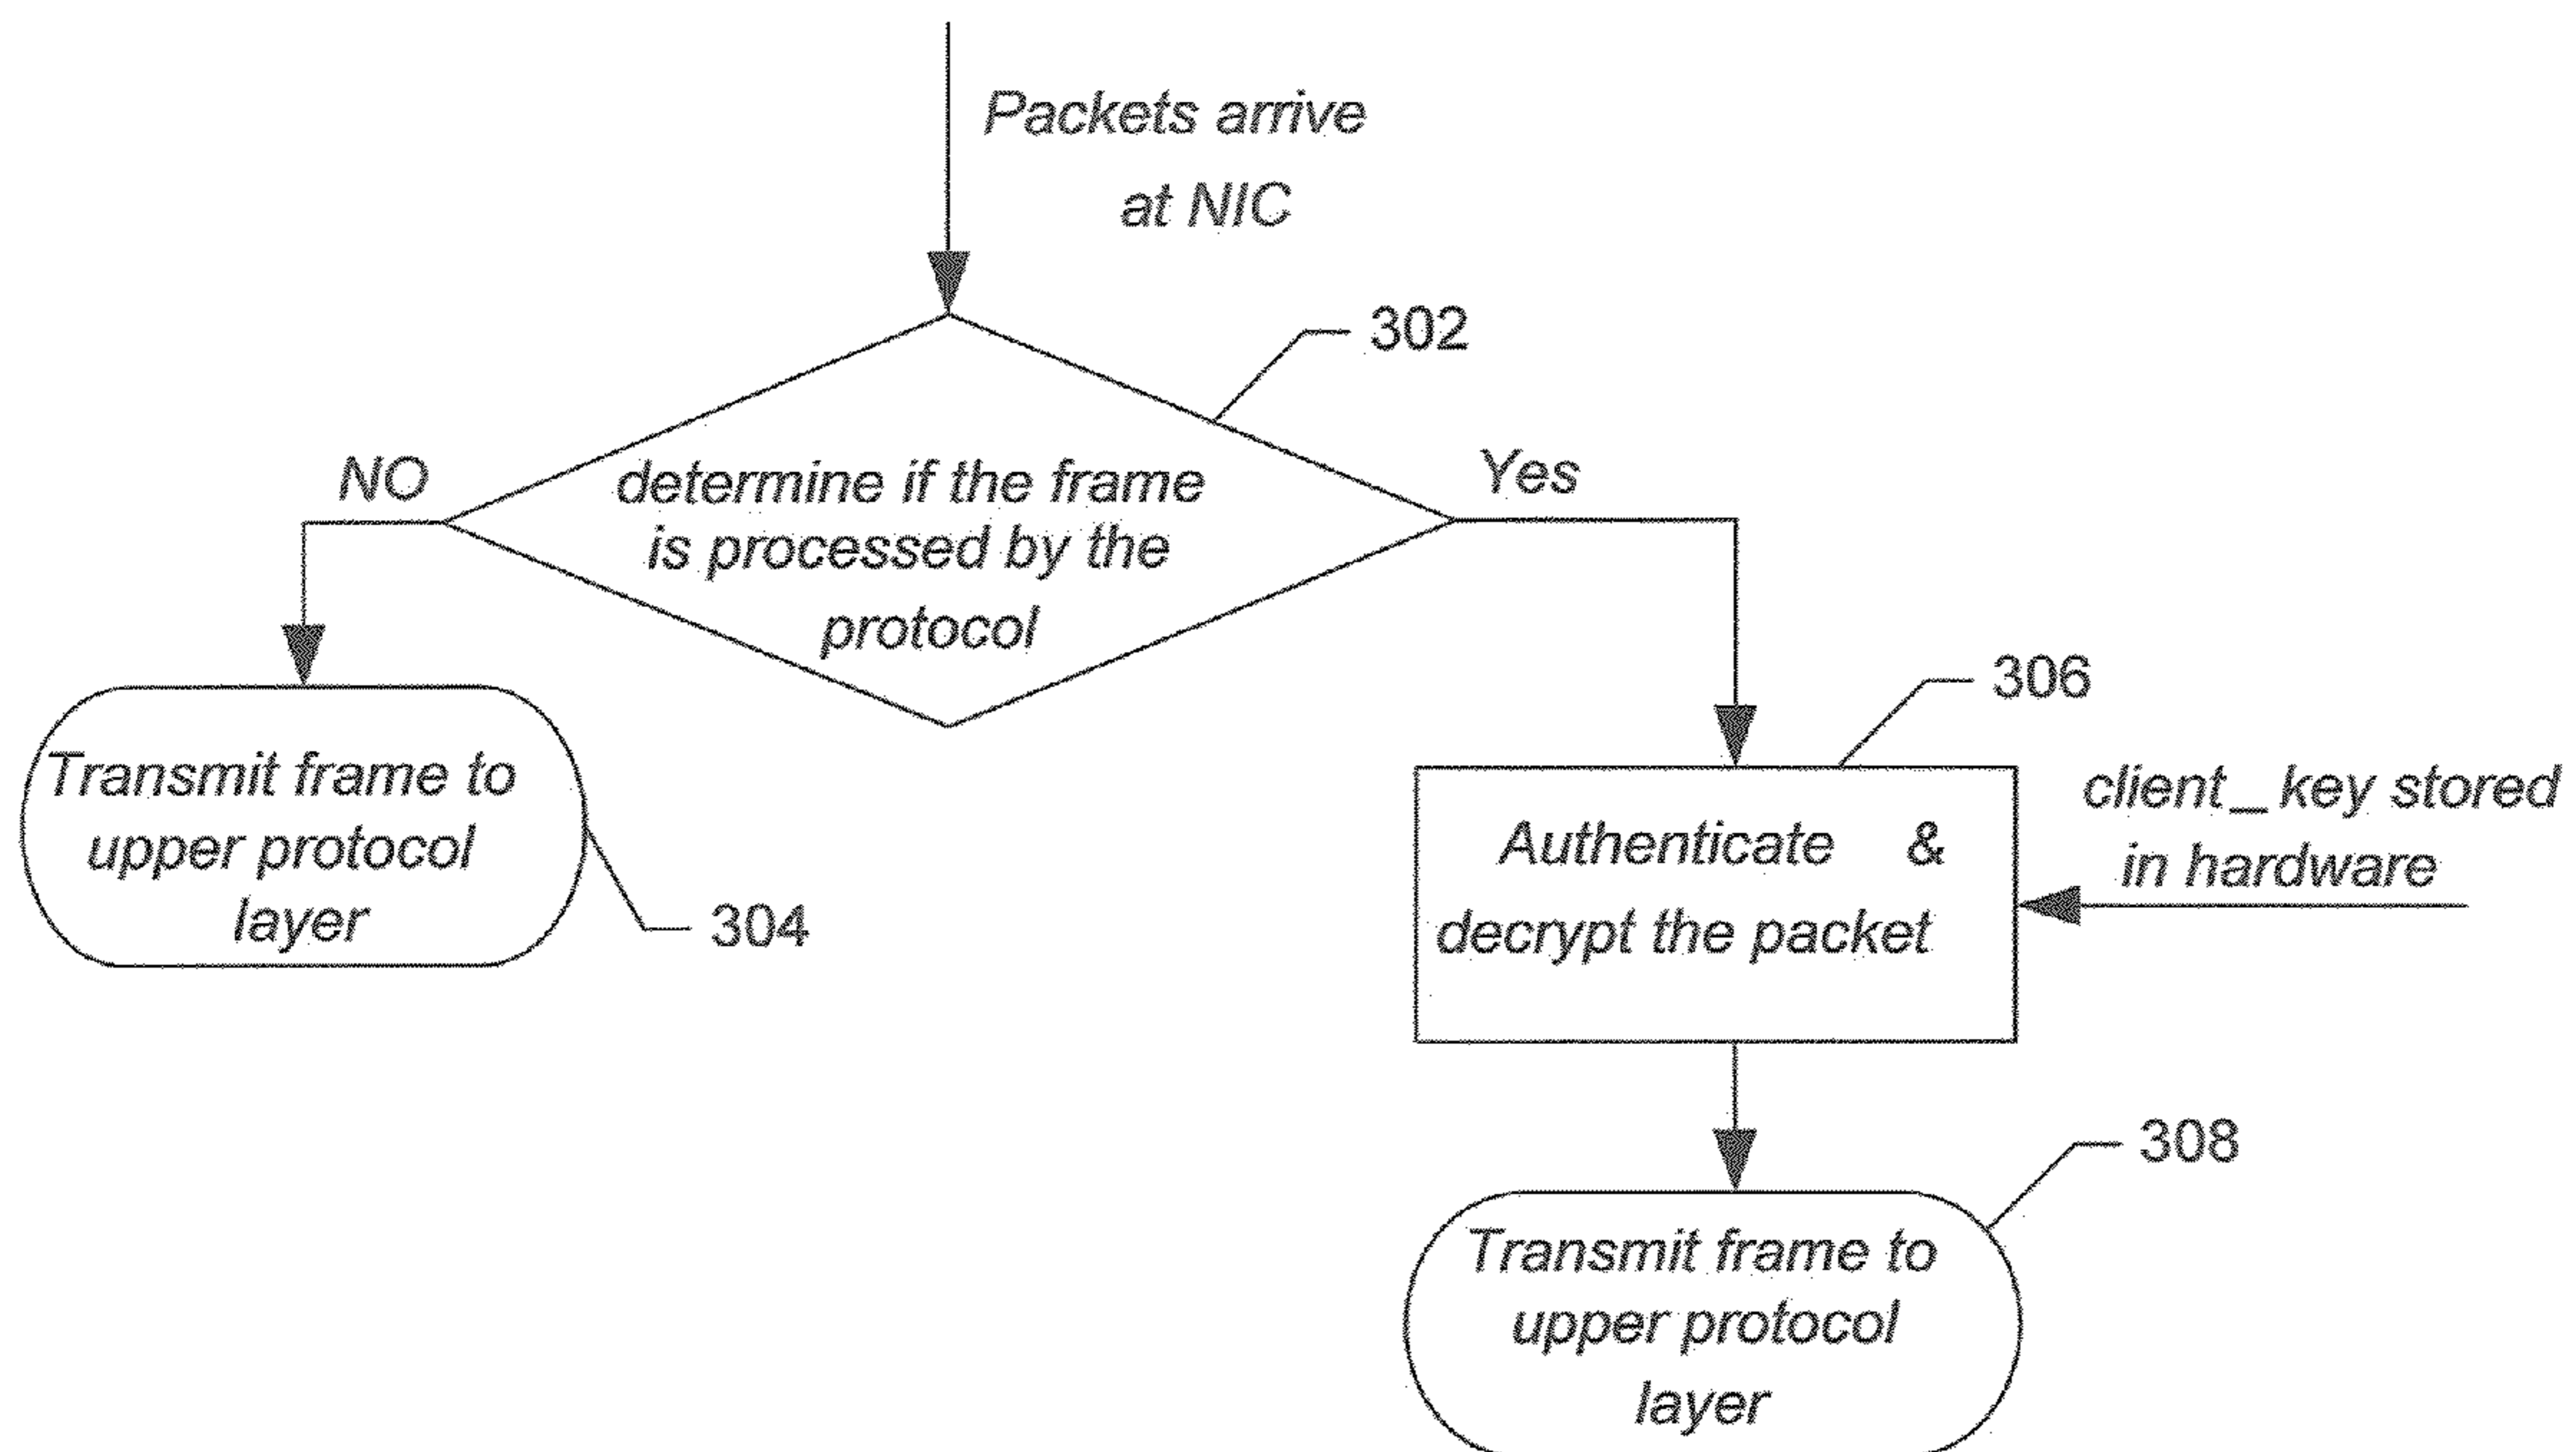 Packets arrive
at NIC
302
NO
determine if the frame
is processed by the
protocol
Yes
Transmit frame to
upper protocol
layer
304
306
Authenticate &
decrypt the packet
client_key stored
in hardware
308
Transmit frame to
upper protocol
layer